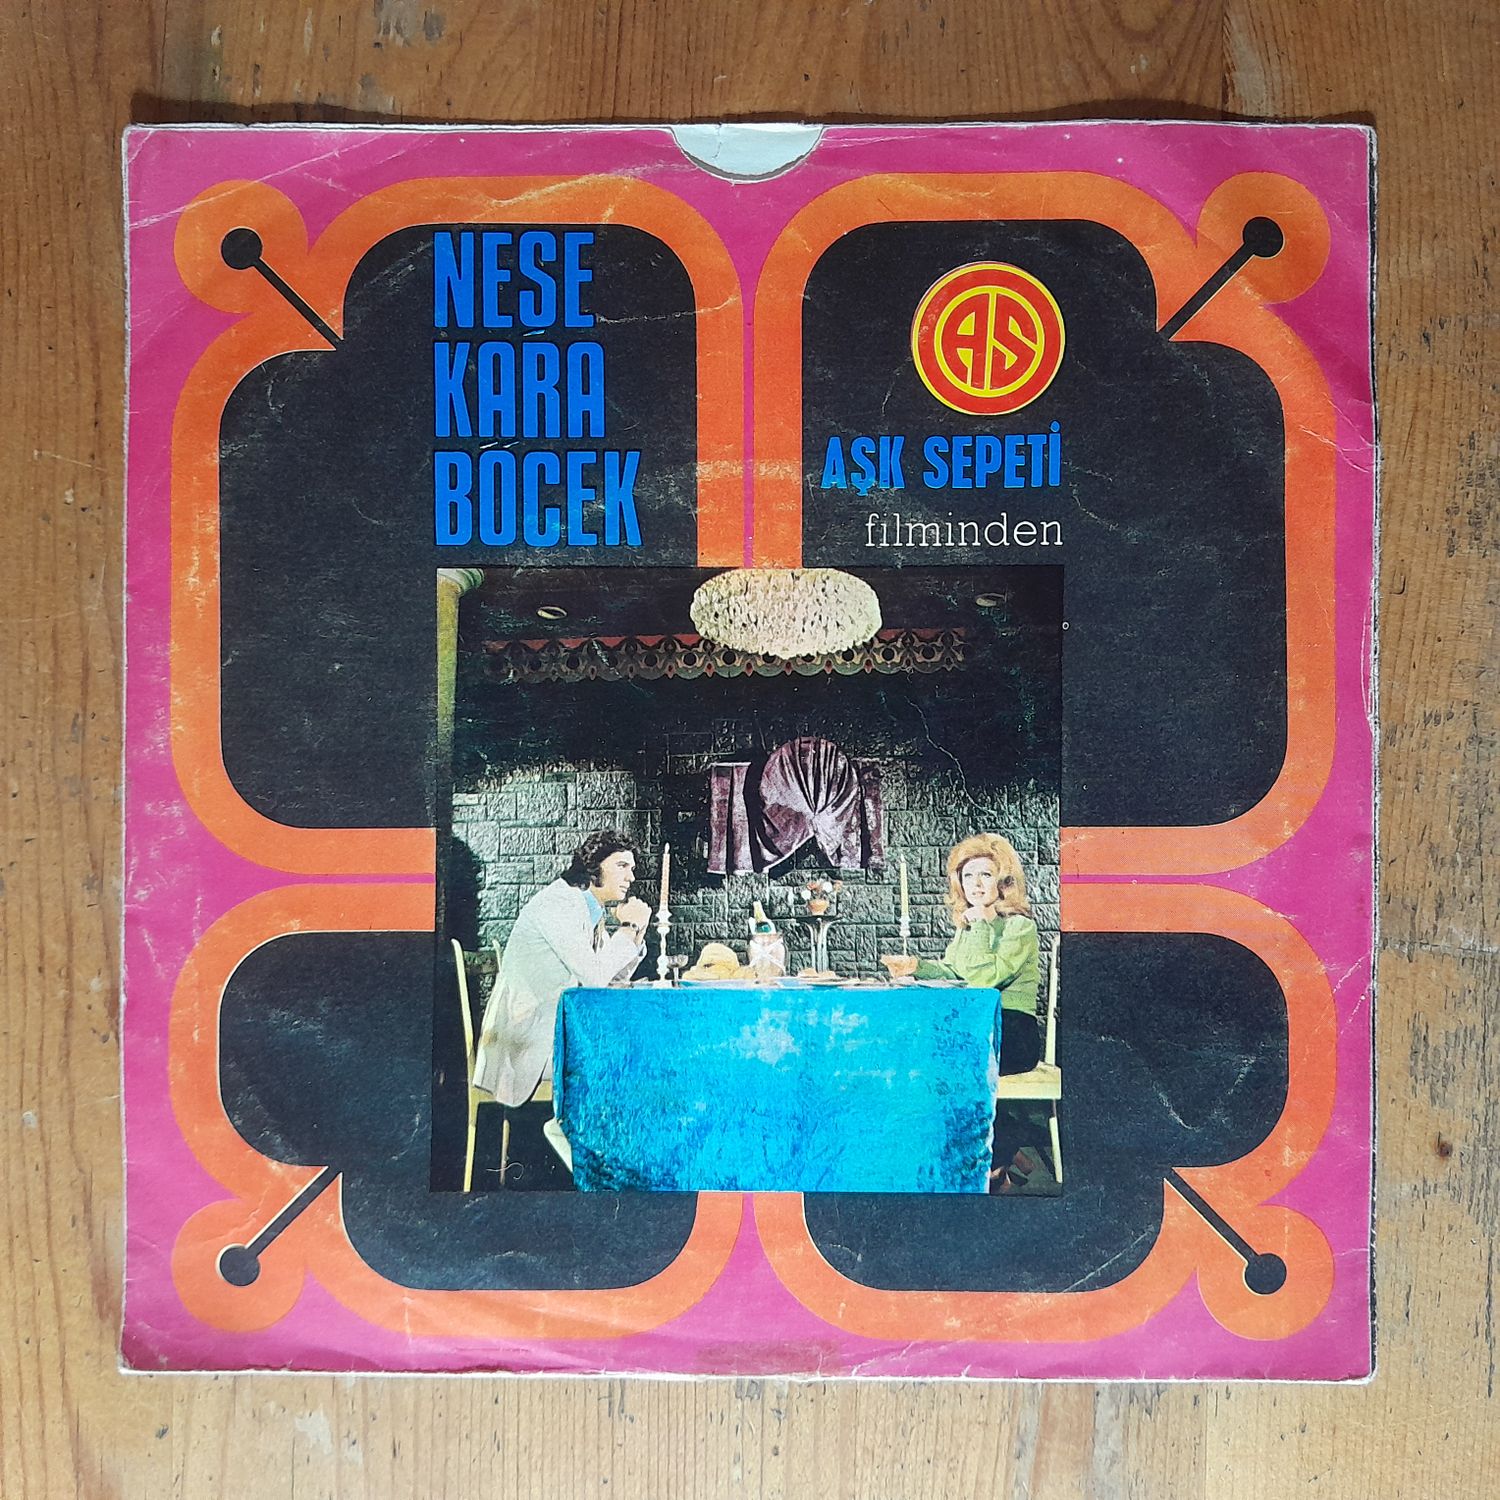 NEŞE
KARA
BÖCEK
AS
AŞK SEPETİ
filminden